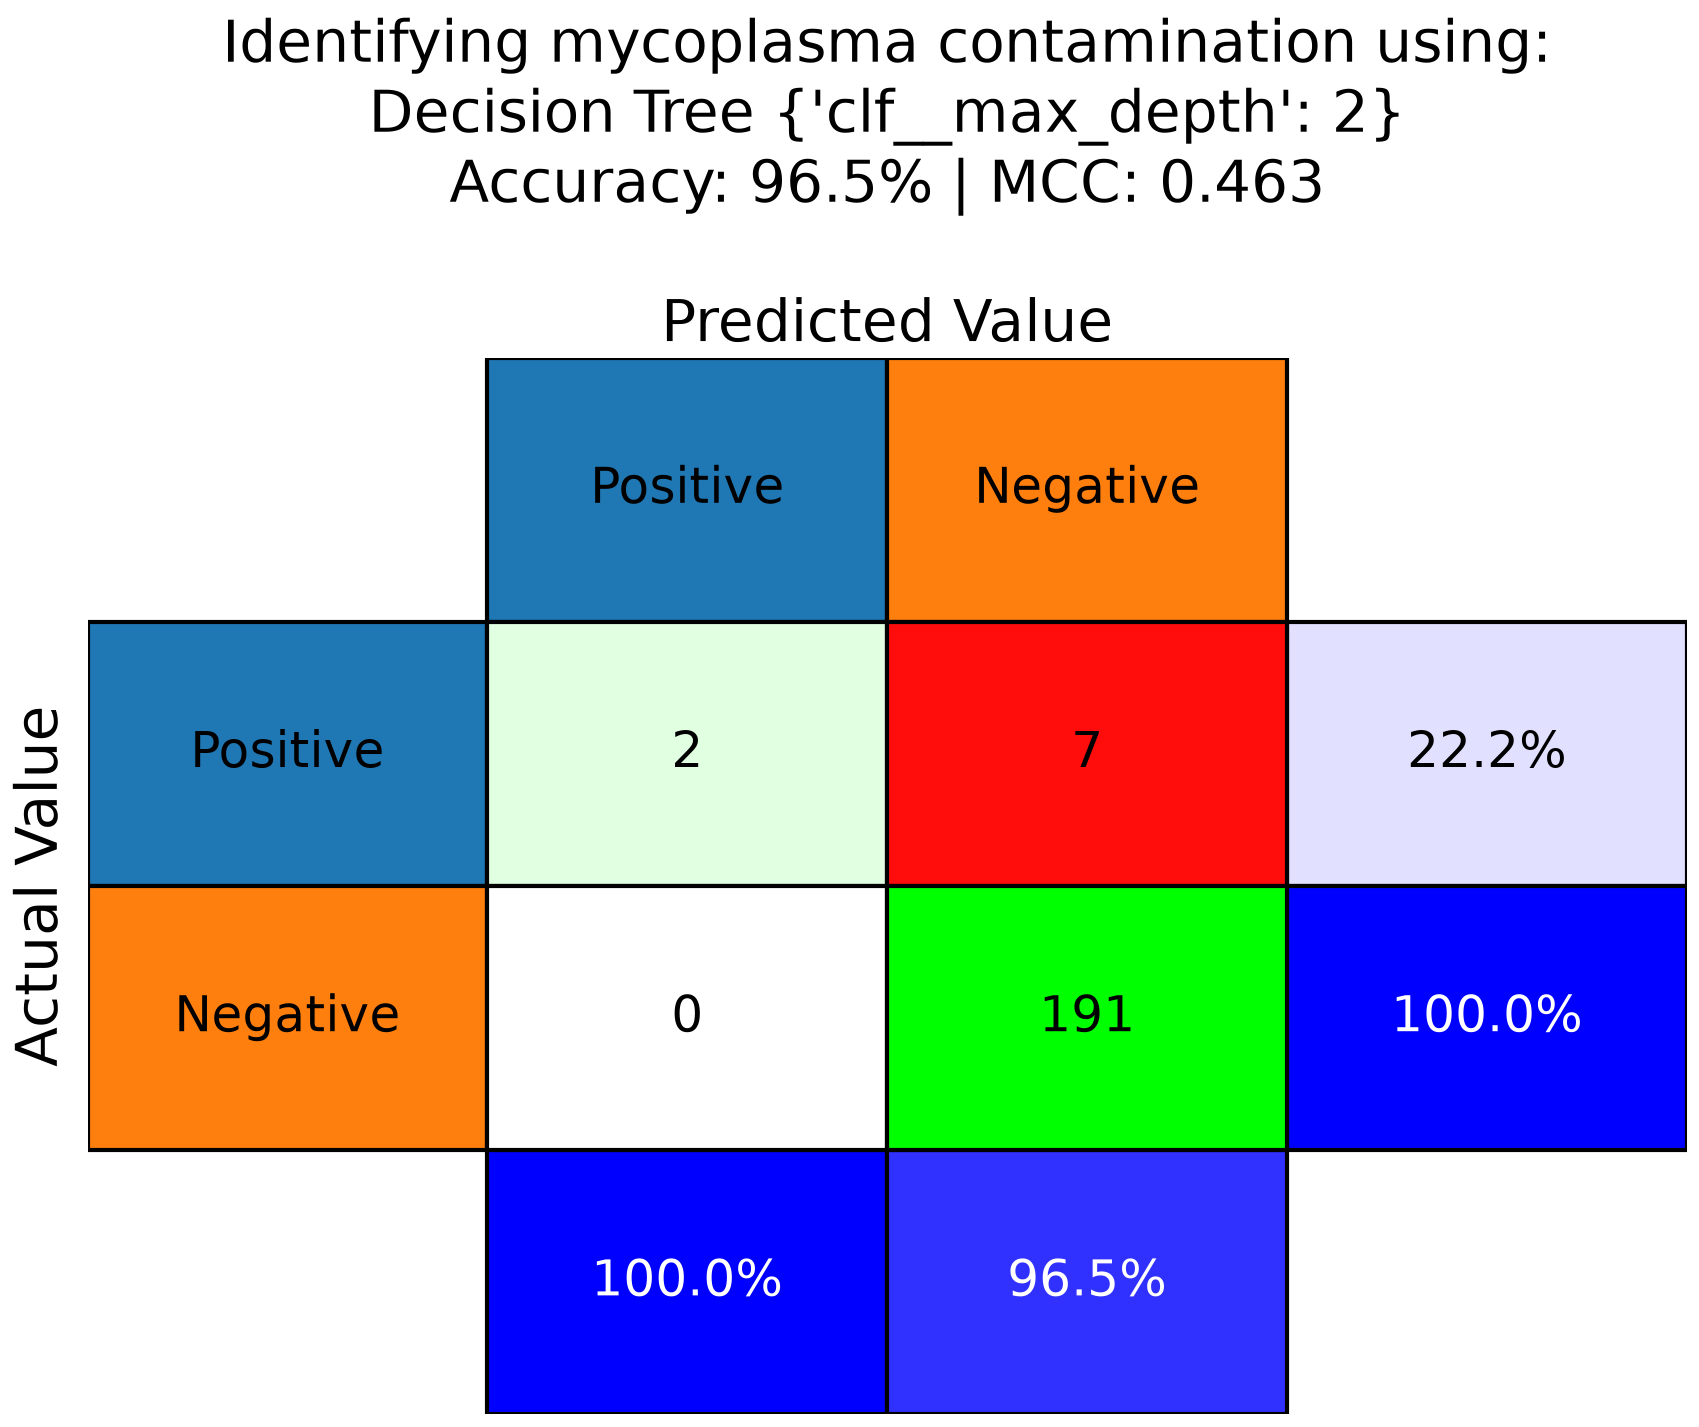 Identifying mycoplasma contamination using:
Decision Tree {'clf__max_depth': 2}
Accuracy: 96.5% | MCC: 0.463
Predicted Value
Positive Negative
Actual Value
Positive 2 7 22.2%
Negative 0 191 100.0%
100.0% 96.5%